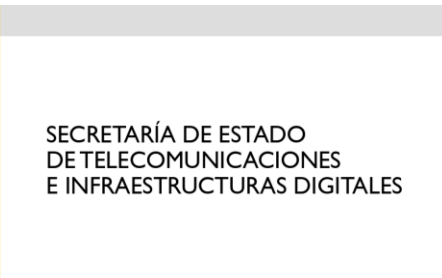 SECRETARÍA DE ESTADO
DE TELECOMUNICACIONES
E INFRAESTRUCTURAS DIGITALES